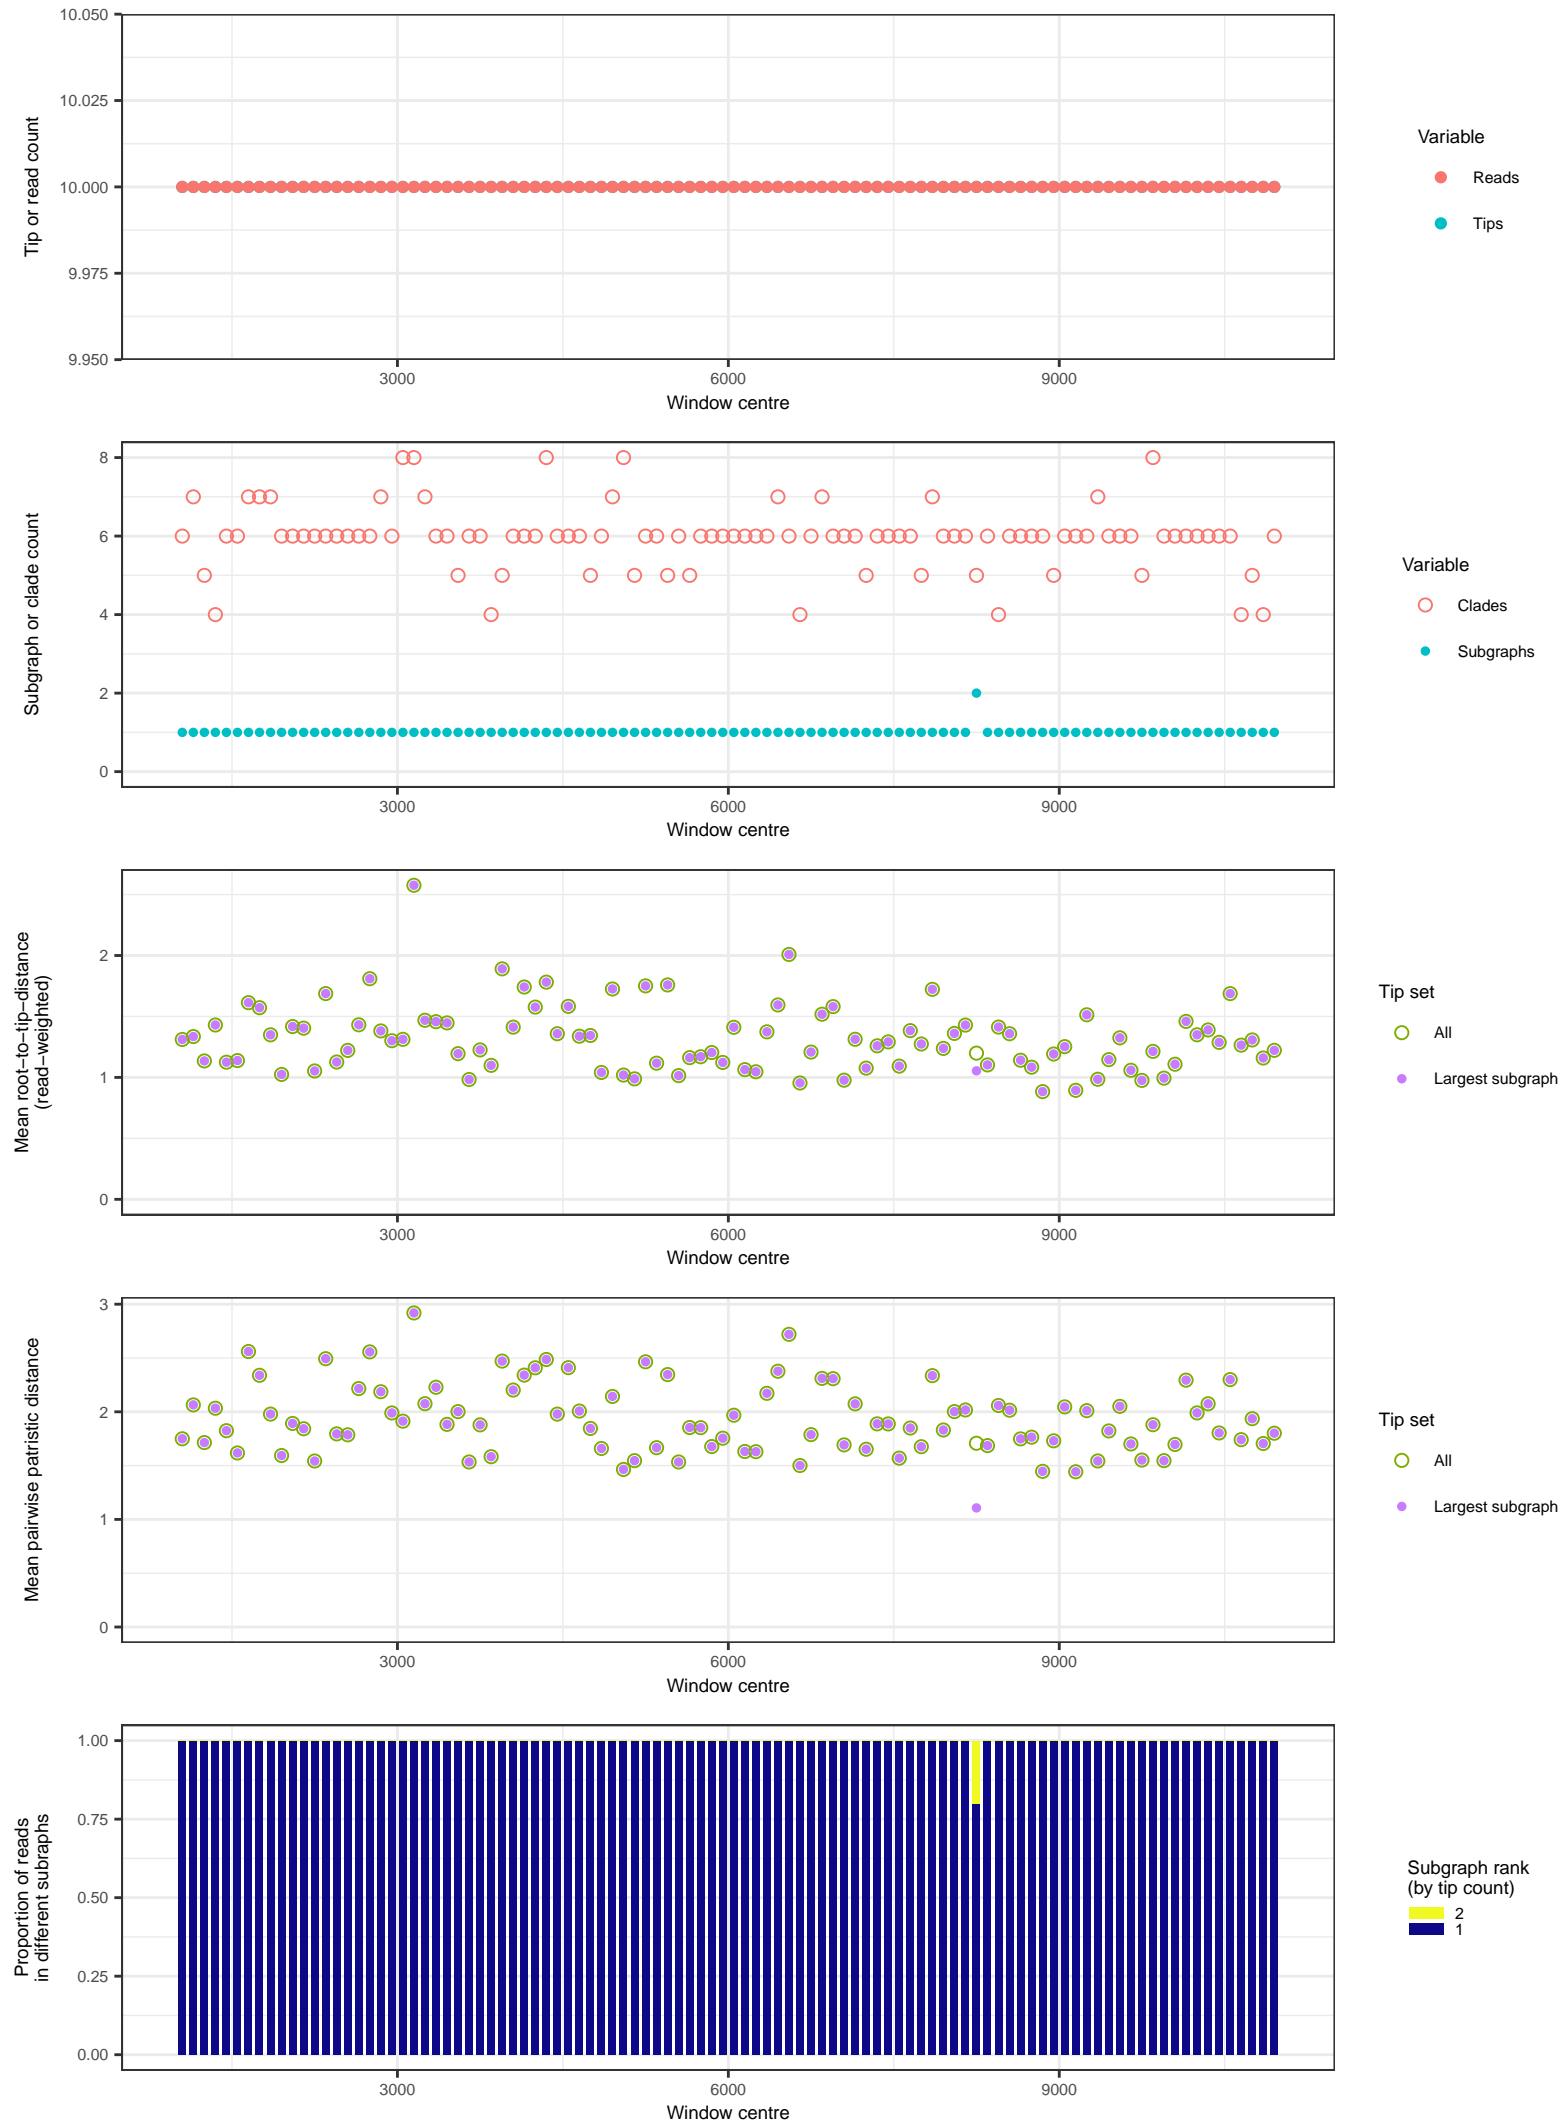 10.050
10.025
10.000
9.975
9.950
Tip or read count
3000
6000
9000
Window centre
Variable
Reads
Tips
8
6
4
2
0
Subgraph or clade count
3000
6000
9000
Window centre
Variable
Clades
Subgraphs
2
1
0
Mean root−to−tip−distance
(read−weighted)
3000
6000
9000
Window centre
Tip set
All
Largest subgraph
3
2
1
0
Mean pairwise patristic distance
3000
6000
9000
Window centre
Tip set
All
Largest subgraph
1.00
0.75
0.50
0.25
0.00
Proportion of reads
in different subraphs
3000
6000
9000
Window centre
Subgraph rank
(by tip count)
2
1